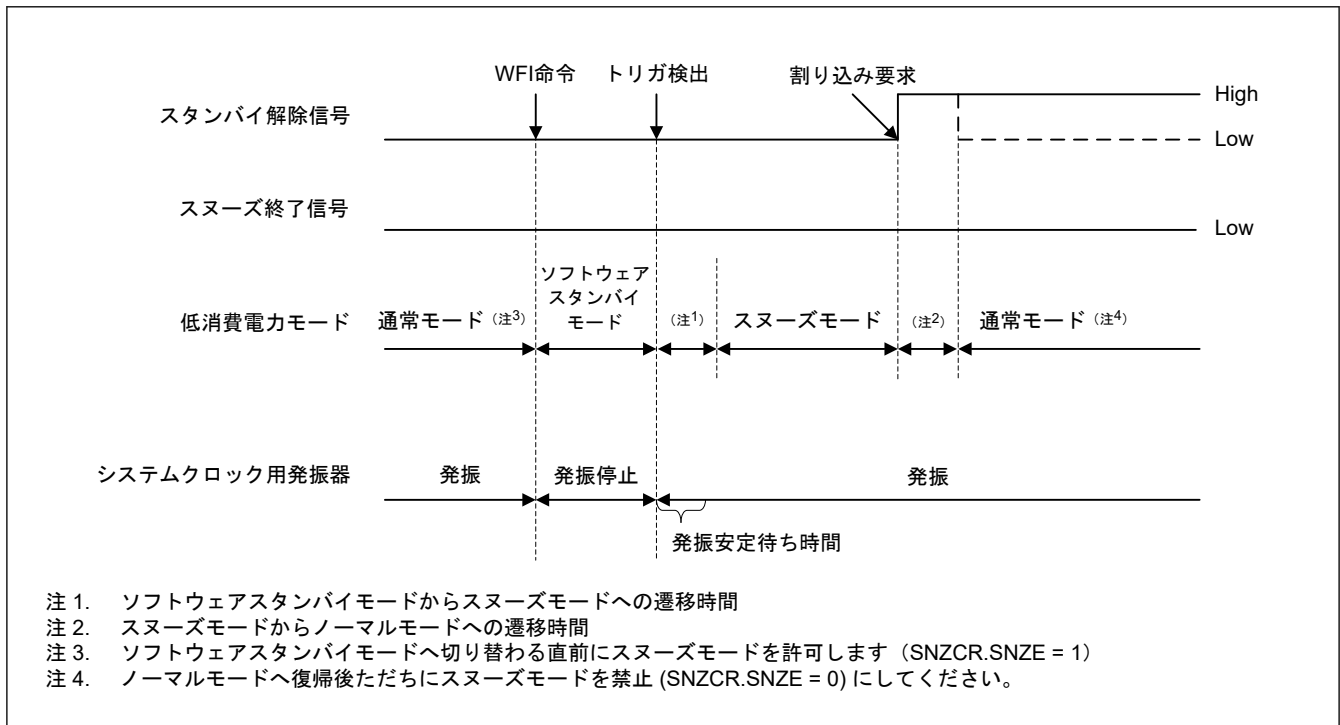 WFI命令 トリガ検出 割り込み要求
High
スタンバイ解除信号
Low
スヌーズ終了信号
Low
ソフトウェア
スタンバイ
モード
低消費電力モード 通常モード(注3) (注1) スヌーズモード (注2) 通常モード(注4)
システムクロック用発振器 発振 発振停止 発振
発振安定待ち時間
注 1. ソフトウェアスタンバイモードからスヌーズモードへの遷移時間
注 2. スヌーズモードからノーマルモードへの遷移時間
注 3. ソフトウェアスタンバイモードへ切り替わる直前にスヌーズモードを許可します(SNZCR.SNZE = 1)
注 4. ノーマルモードへ復帰後ただちにスヌーズモードを禁止 (SNZCR.SNZE = 0) にしてください。